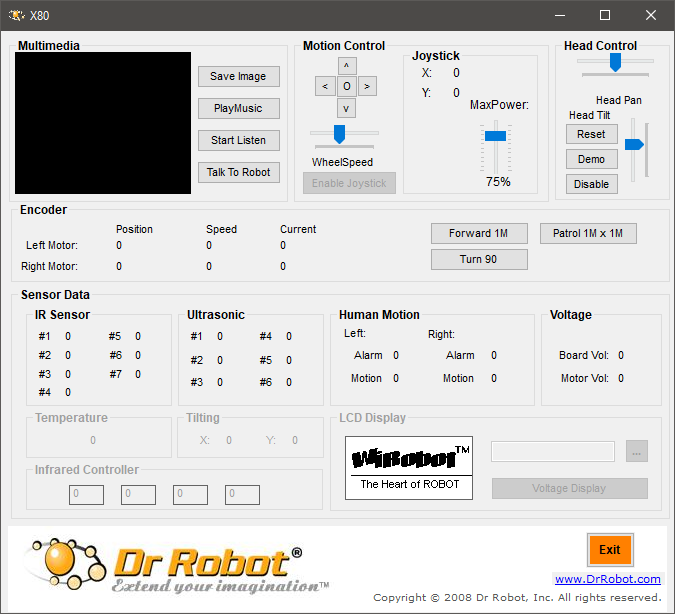 X80
Multimedia
Save Image
PlayMusic
Start Listen
Talk To Robot
Motion Control
^
< O >
v
WheelSpeed
Enable Joystick
Joystick
X: 0
Y: 0
MaxPower:
75%
Head Control
Head Pan
Head Tilt
Reset
Demo
Disable
Encoder
Position Speed Current
Left Motor: 0 0 0
Right Motor: 0 0 0
Forward 1M
Patrol 1M x 1M
Turn 90
Sensor Data
IR Sensor
#1 0 #5 0
#2 0 #6 0
#3 0 #7 0
#4 0
Ultrasonic
#1 0 #4 0
#2 0 #5 0
#3 0 #6 0
Human Motion
Left: Right:
Alarm 0 Alarm 0
Motion 0 Motion 0
Voltage
Board Vol: 0
Motor Vol: 0
Temperature
0
Tilting
X: 0 Y: 0
Infrared Controller
0 0 0 0
LCD Display
WiRobot™
The Heart of ROBOT
...
Voltage Display
Dr Robot®
Extend your imagination™
Exit
www.DrRobot.com
Copyright © 2008 Dr Robot, Inc. All rights reserved.